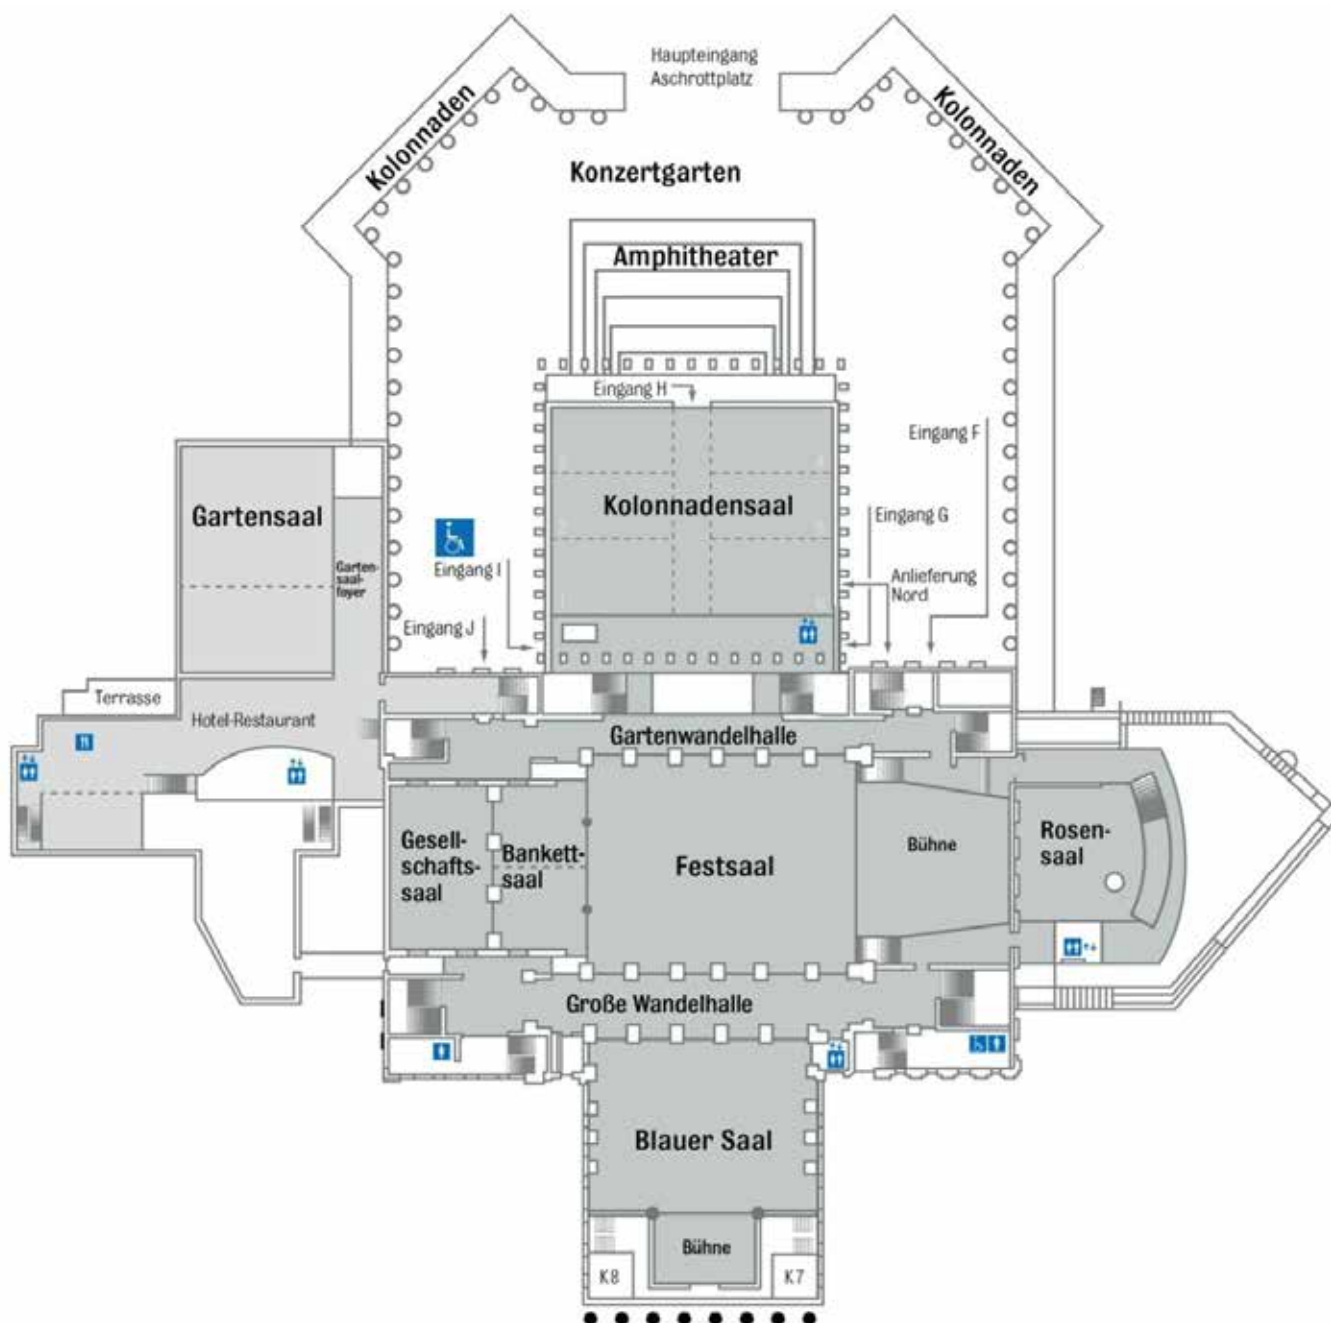 Haupteingang
Aschrottplatz
Kolonnaden
Kolonnaden
Konzertgarten
Amphitheater
Eingang H
Eingang F
Kolonnadensaal
Gartensaal
Garten-
saal-
foyer
Eingang G
Eingang I
Anlieferung
Nord
Eingang J
Terrasse
Hotel-Restaurant
Gartenwandelhalle
Gesell-
schafts-
saal
Bankett-
saal
Festsaal
Bühne
Rosen-
saal
Große Wandelhalle
Blauer Saal
Bühne
K8
K7